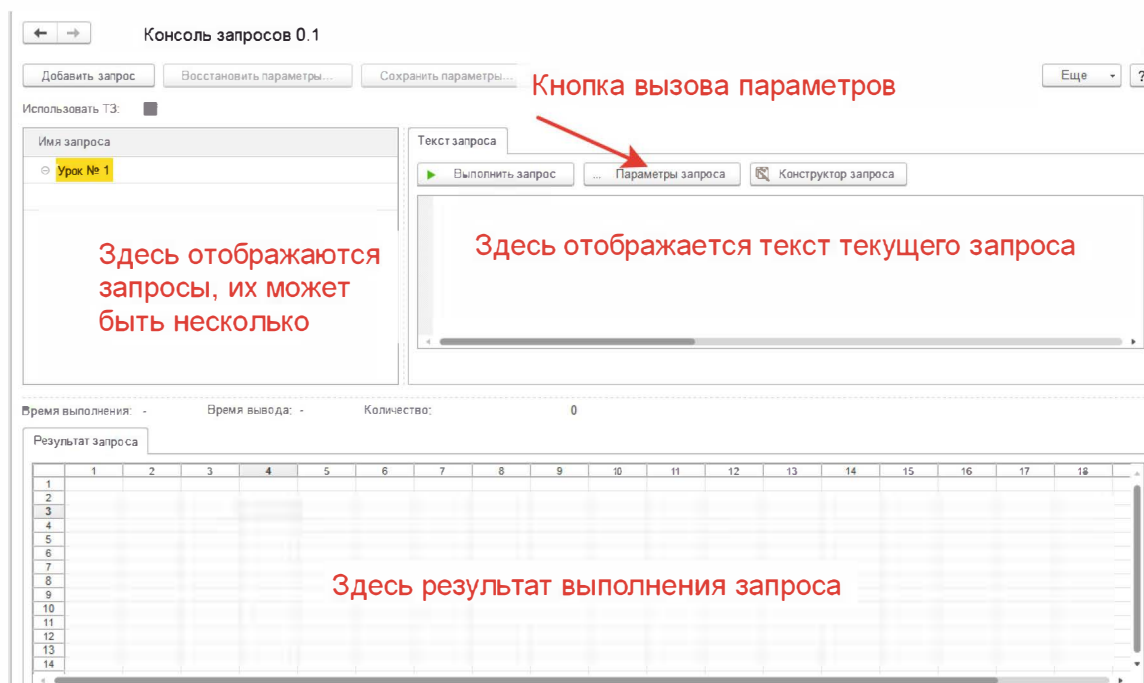 Консоль запросов 0.1
Добавить запрос
Восстановить параметры...
Сохранить параметры...
Кнопка вызова параметров
Еще
?
Использовать ТЗ:
Имя запроса
Текст запроса
Урок № 1
Выполнить запрос
... Параметры запроса
Конструктор запроса
Здесь отображаются
запросы, их может
быть несколько
Здесь отображается текст текущего запроса
Время выполнения: -
Время вывода: -
Количество:
0
Результат запроса
1 2 3 4 5 6 7 8 9 10 11 12 13 14 15 16 17 18
1
2
3
4
5
6
7
8
9
10
11
12
13
14
Здесь результат выполнения запроса